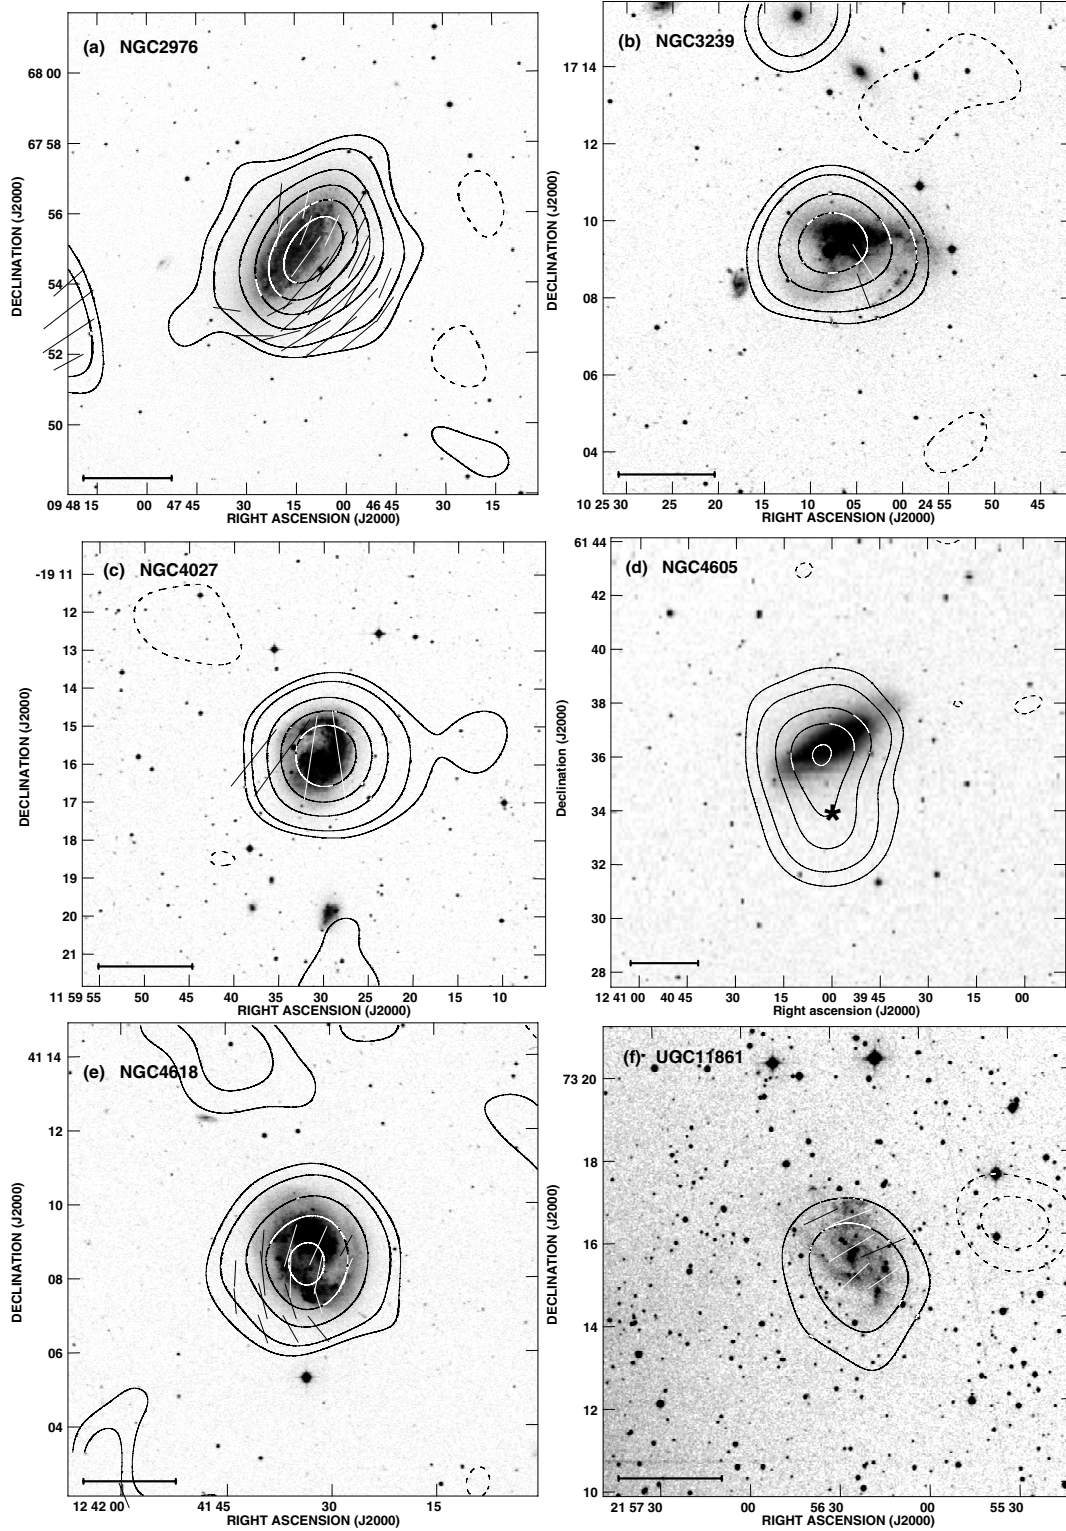 (a) NGC2976
68 00
67 58
56
54
52
50
DECLINATION (J2000)
09 48 15 00 47 45 30 15 00 46 45 30 15
RIGHT ASCENSION (J2000)
(b) NGC3239
17 14
12
10
08
06
04
DECLINATION (J2000)
10 25 30 25 20 15 10 05 00 24 55 50 45
RIGHT ASCENSION (J2000)
(c) NGC4027
-19 11
12
13
14
15
16
17
18
19
20
21
DECLINATION (J2000)
11 59 55 50 45 40 35 30 25 20 15 10
RIGHT ASCENSION (J2000)
(d) NGC4605
61 44
42
40
38
36
34
32
30
28
Declination (J2000)
*
12 41 00 40 45 30 15 00 39 45 30 15 00
Right ascension (J2000)
(e) NGC4618
41 14
12
10
08
06
04
DECLINATION (J2000)
12 42 00 41 45 30 15
RIGHT ASCENSION (J2000)
(f) UGC11861
73 20
18
16
14
12
10
DECLINATION (J2000)
21 57 30 00 56 30 00 55 30
RIGHT ASCENSION (J2000)